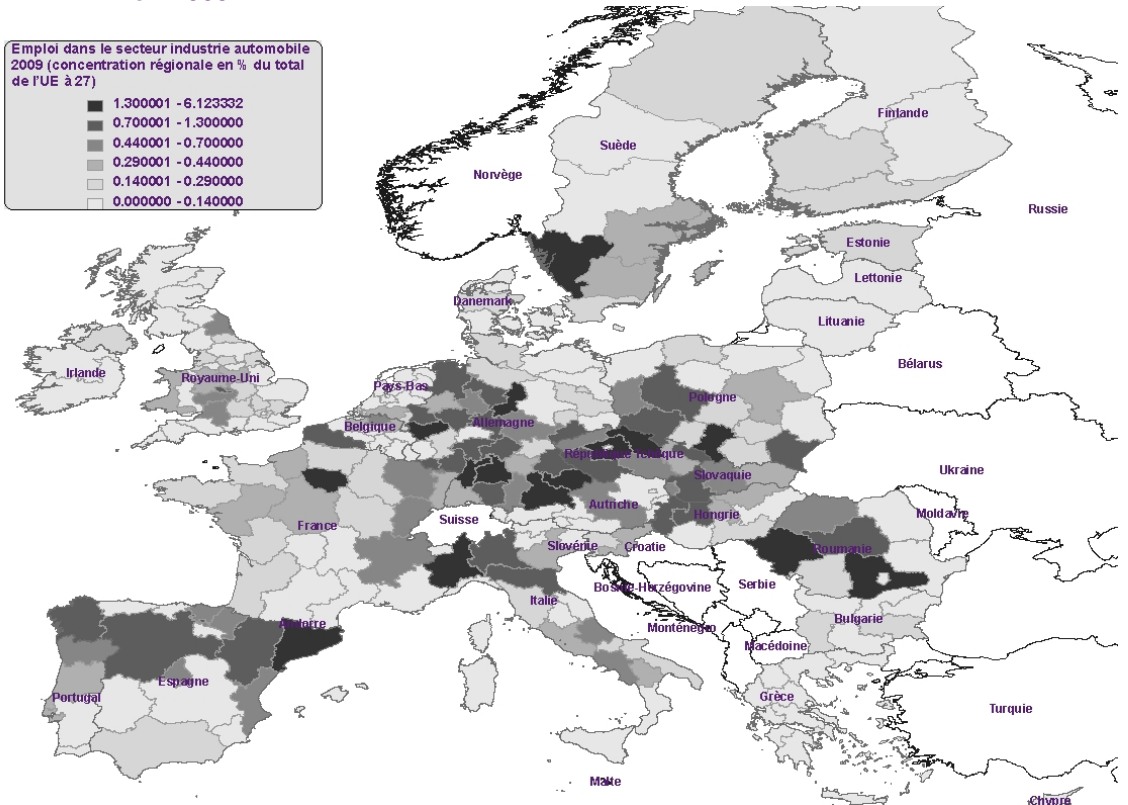 Emploi dans le secteur industrie automobile
2009 (concentration régionale en % du total
de l'UE à 27)
1.300001 - 6.123332
0.700001 - 1.300000
0.440001 - 0.700000
0.290001 - 0.440000
0.140001 - 0.290000
0.000000 - 0.140000
Finlande
Suède
Norvège
Russie
Estonie
Lettonie
Danemark
Lituanie
Bélarus
Irlande
Royaume-Uni
Pays-Bas
Pologne
Belgique
Allemagne
République Tchèque
Ukraine
Slovaquie
Autriche
Moldavie
Hongrie
France
Suisse
Slovénie
Croatie
Roumanie
Bosnie-Herzégovine
Serbie
Italie
Andorre
Bulgarie
Monténégro
Macédoine
Espagne
Portugal
Grèce
Turquie
Malte
Chypre